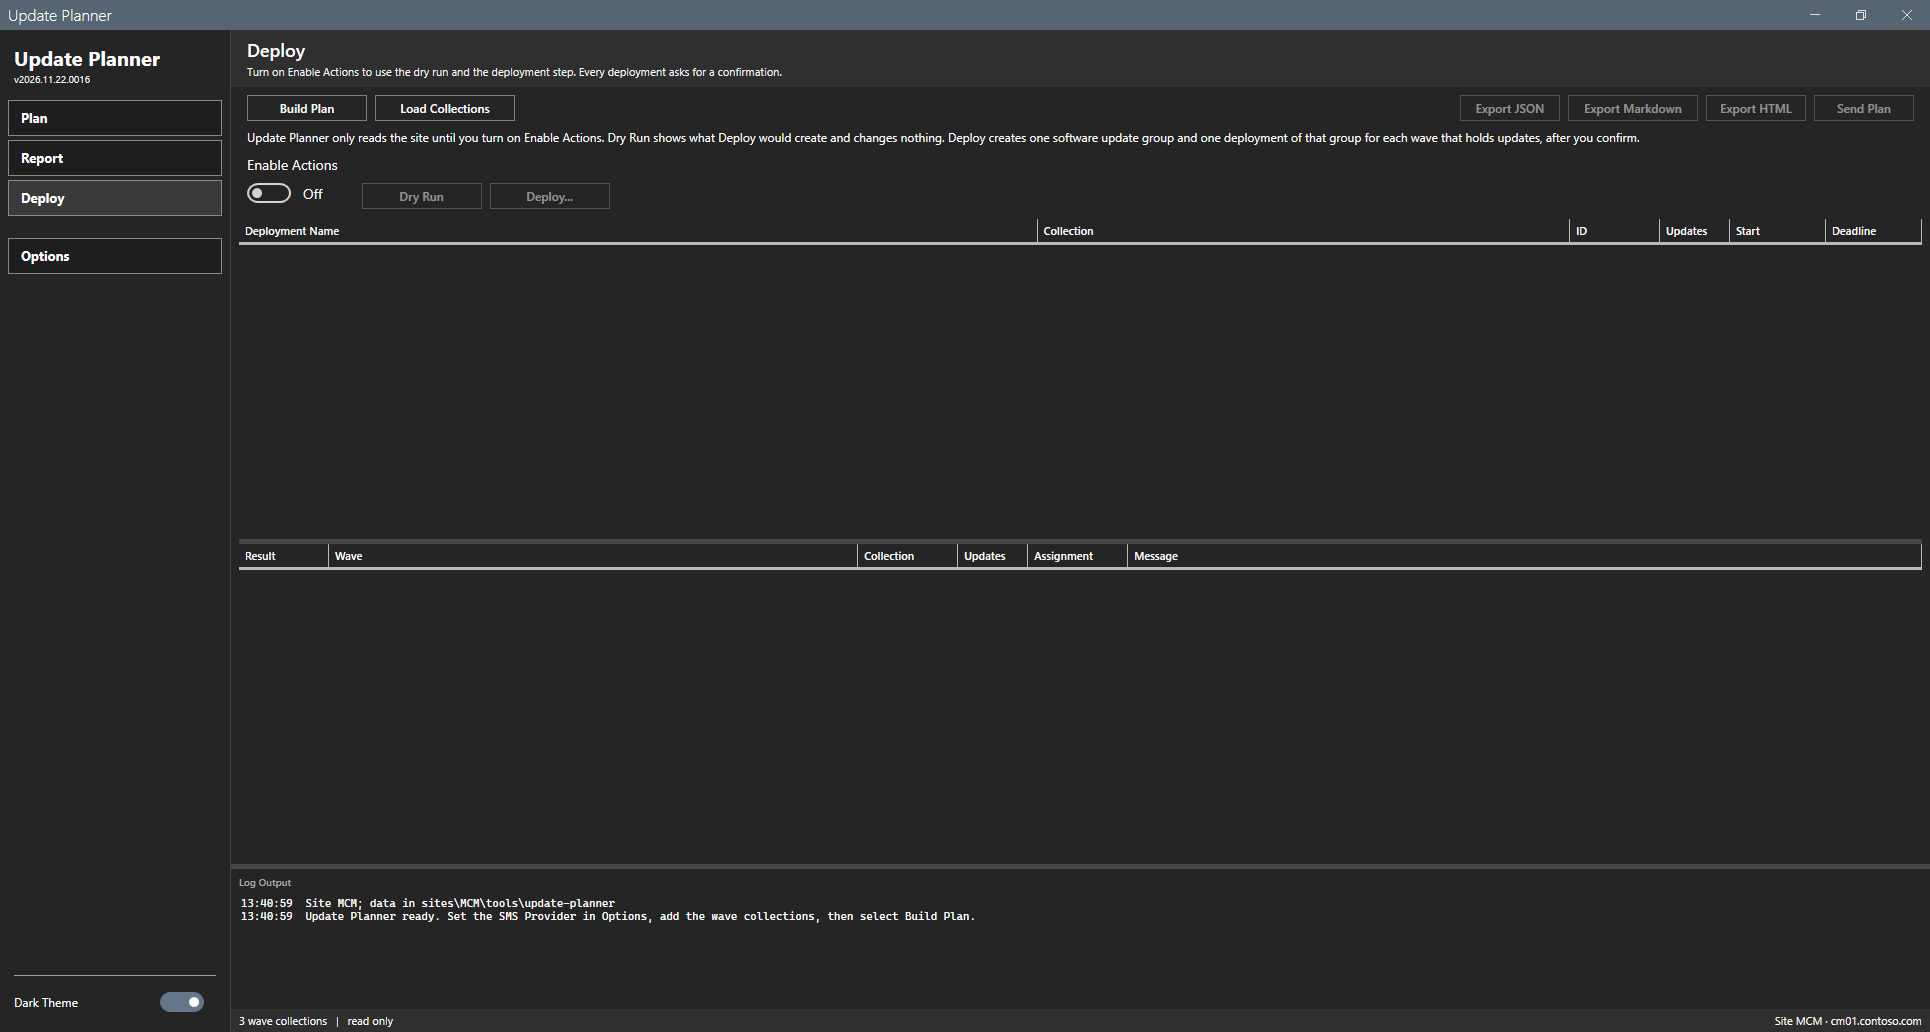 Update Planner
Update Planner
v2026.11.22.0016
Plan
Report
Deploy
Options
Dark Theme
Deploy
Turn on Enable Actions to use the dry run and the deployment step. Every deployment asks for a confirmation.
Build Plan
Load Collections
Export JSON
Export Markdown
Export HTML
Send Plan
Update Planner only reads the site until you turn on Enable Actions. Dry Run shows what Deploy would create and changes nothing. Deploy creates one software update group and one deployment of that group for each wave that holds updates, after you confirm.
Enable Actions
Off
Dry Run
Deploy...
Deployment Name
Collection
ID
Updates
Start
Deadline
Result
Wave
Collection
Updates
Assignment
Message
Log Output
13:40:59  Site MCM; data in sites\MCM\tools\update-planner
13:40:59  Update Planner ready. Set the SMS Provider in Options, add the wave collections, then select Build Plan.
3 wave collections | read only
Site MCM · cm01.contoso.com